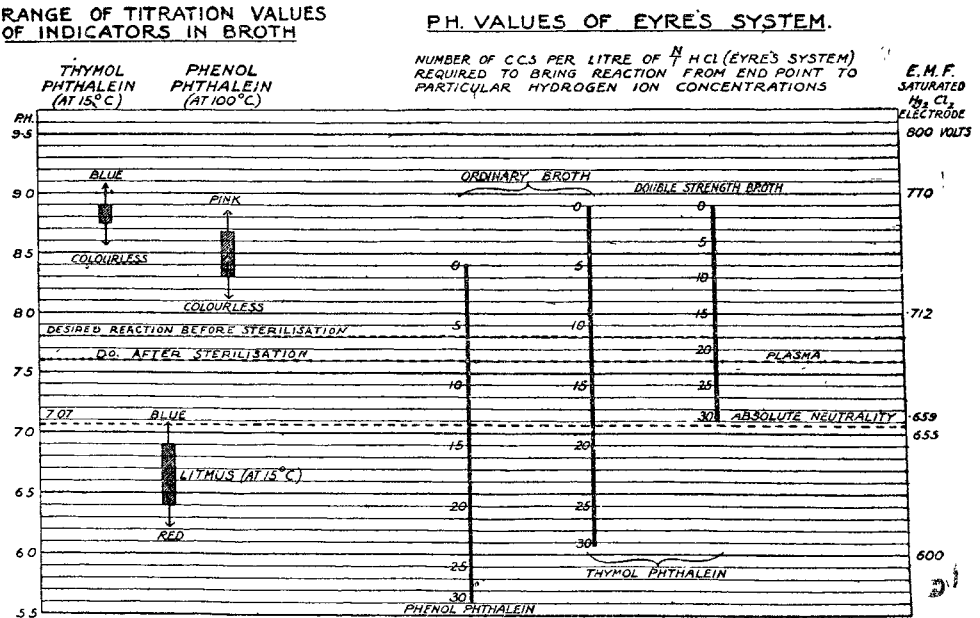 RANGE OF TITRATION VALUES
OF INDICATORS IN BROTH
PH. VALUES OF EYRE'S SYSTEM.
THYMOL
PHTHALEIN
(AT 15°C)
PHENOL
PHTHALEIN
(AT 100°C)
NUMBER OF C.C.S PER LITRE OF N/1 HCl (EYRE'S SYSTEM)
REQUIRED TO BRING REACTION FROM END POINT TO
PARTICULAR HYDROGEN ION CONCENTRATIONS
E.M.F.
SATURATED
Hg2 Cl2
ELECTRODE
800 VOLTS
P.H.
9·5
9·0
8·5
8·0
7·5
7·0
6·5
6·0
5·5
BLUE
COLOURLESS
PINK
COLOURLESS
DESIRED REACTION BEFORE STERILISATION
DO. AFTER STERILISATION
7.07
BLUE
LITMUS (AT 15°C)
RED
ORDINARY BROTH
DOUBLE STRENGTH BROTH
0
5
10
15
20
25
30
PHENOL PHTHALEIN
0
5
10
15
20
25
30
0
5
10
15
20
25
30
THYMOL PHTHALEIN
PLASMA
ABSOLUTE NEUTRALITY
770
·712
·659
655
600